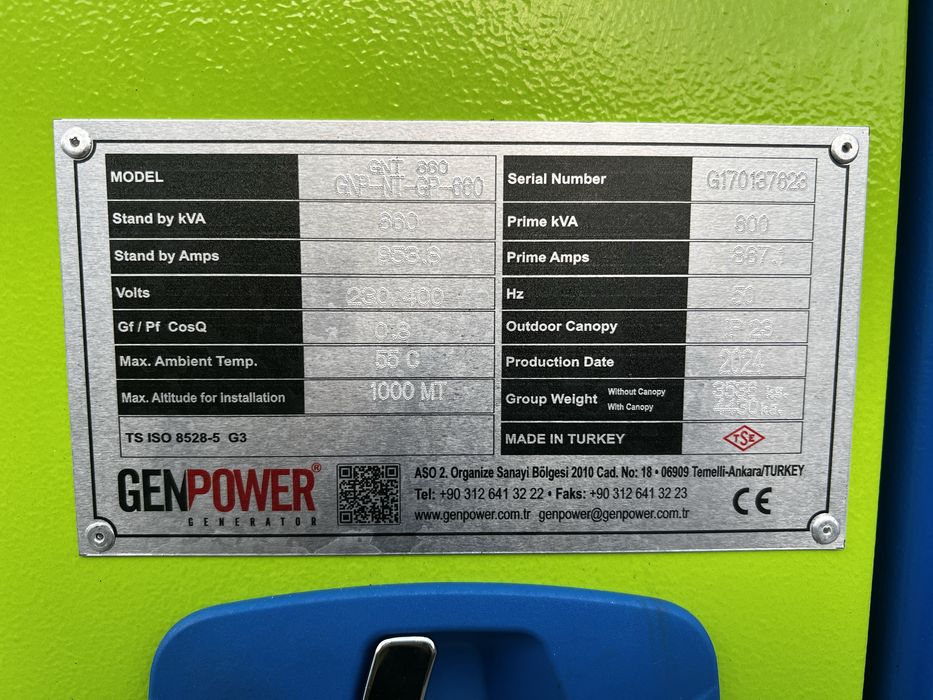 MODEL GNT 660
GNP-NT-GP-660
Serial Number G170137623
Stand by kVA 660
Prime kVA 600
Stand by Amps 953,6
Prime Amps 867,
Volts 230-400
Hz 50
Gf / Pf CosQ 0,8
Outdoor Canopy IP 23
Max. Ambient Temp. 55 C
Production Date 2024
Max. Altitude for installation 1000 MT
Group Weight Without Canopy kg.
With Canopy kg.
TS ISO 8528-5 G3
MADE IN TURKEY TSE
GENPOWER®
GENERATOR
ASO 2. Organize Sanayi Bölgesi 2010 Cad. No: 18 • 06909 Temelli-Ankara/TURKEY
Tel: +90 312 641 32 22 • Faks: +90 312 641 32 23
www.genpower.com.tr genpower@genpower.com.tr
CE